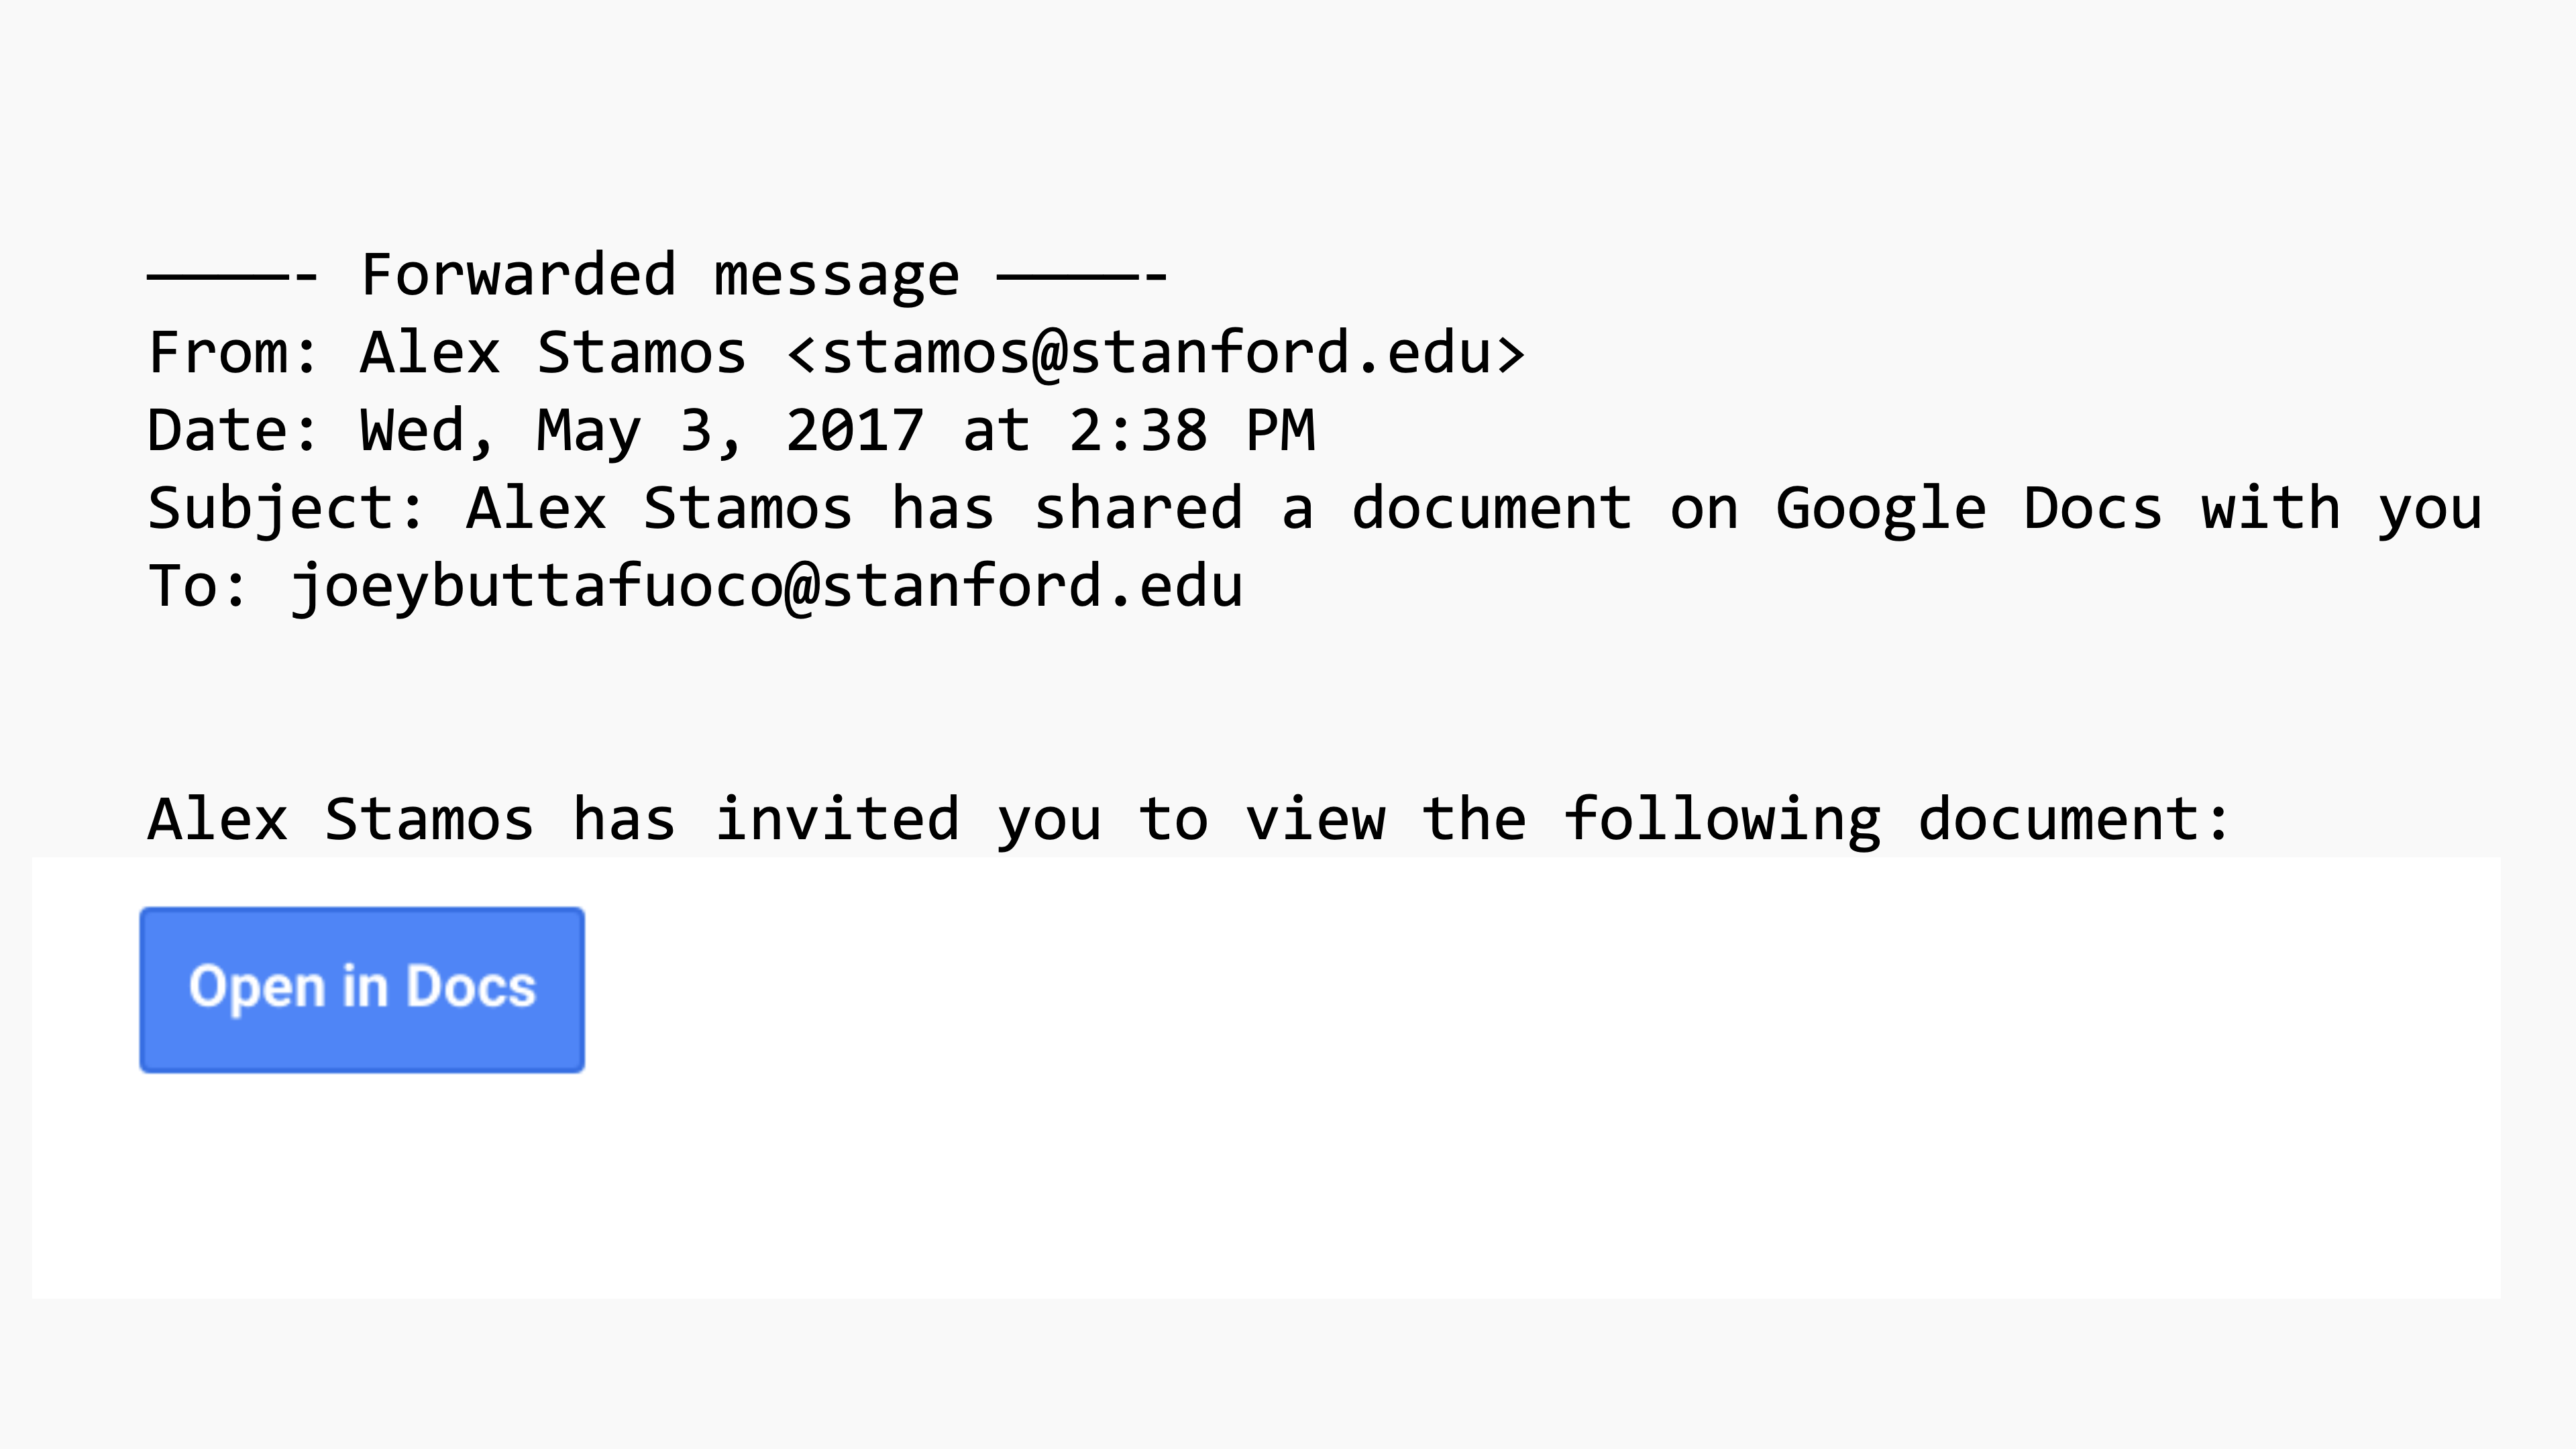 ————- Forwarded message ————-
From: Alex Stamos <stamos@stanford.edu>
Date: Wed, May 3, 2017 at 2:38 PM
Subject: Alex Stamos has shared a document on Google Docs with you
To: joeybuttafuoco@stanford.edu
Alex Stamos has invited you to view the following document:
Open in Docs